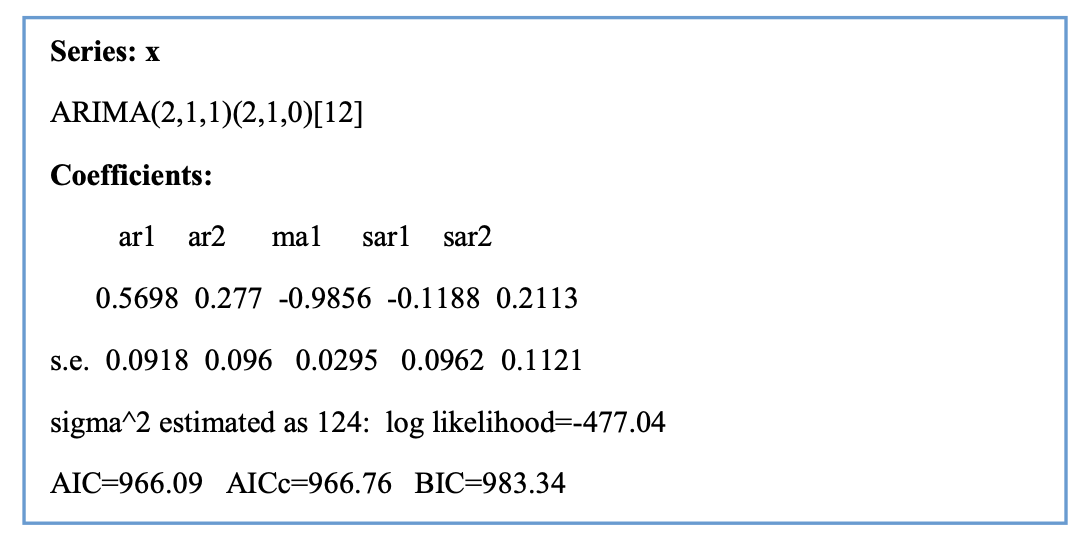 Series: x
ARIMA(2,1,1)(2,1,0)[12]
Coefficients:
ar1 ar2 ma1 sar1 sar2
0.5698 0.277 -0.9856 -0.1188 0.2113
s.e. 0.0918 0.096 0.0295 0.0962 0.1121
sigma^2 estimated as 124: log likelihood=-477.04
AIC=966.09 AICc=966.76 BIC=983.34